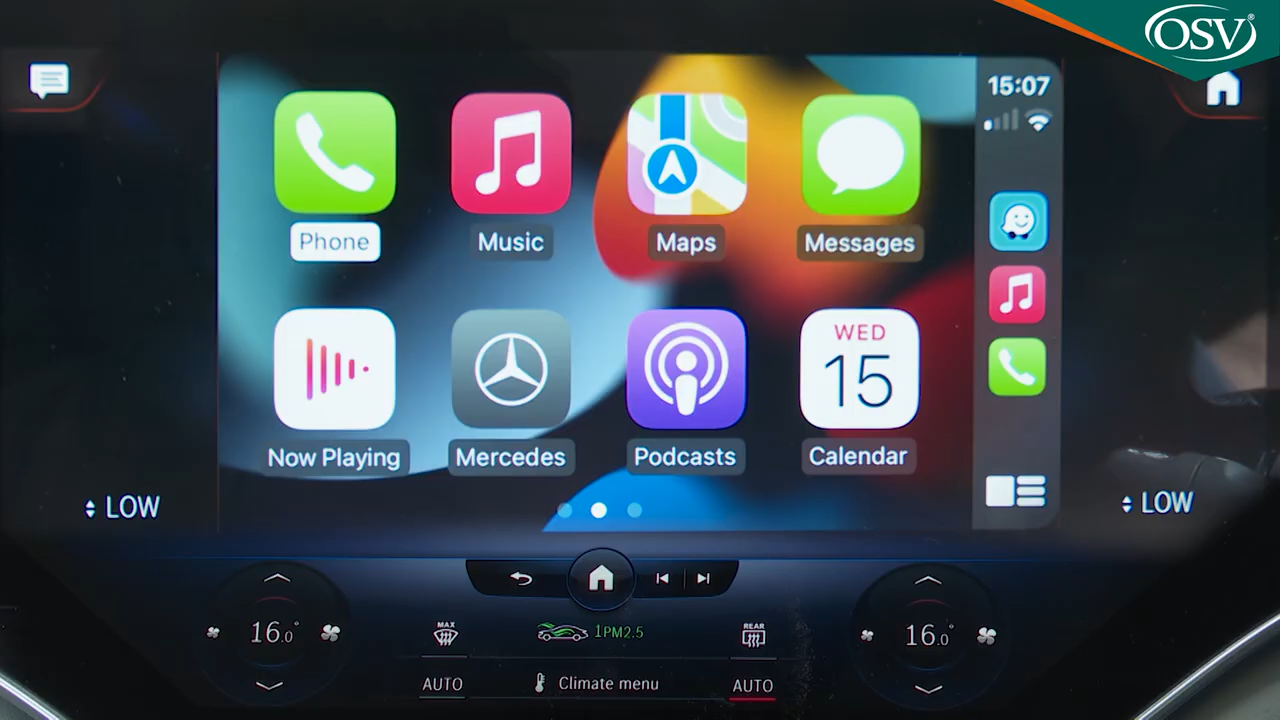 OSV®
15:07
Phone
Music
Maps
Messages
WED
15
Now Playing
Mercedes
Podcasts
Calendar
LOW
LOW
16.0°
MAX
1PM2.5
REAR
16.0°
AUTO
Climate menu
AUTO